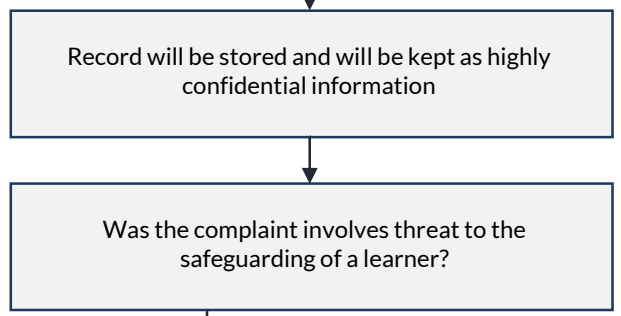 Record will be stored and will be kept as highly
confidential information
Was the complaint involves threat to the
safeguarding of a learner?